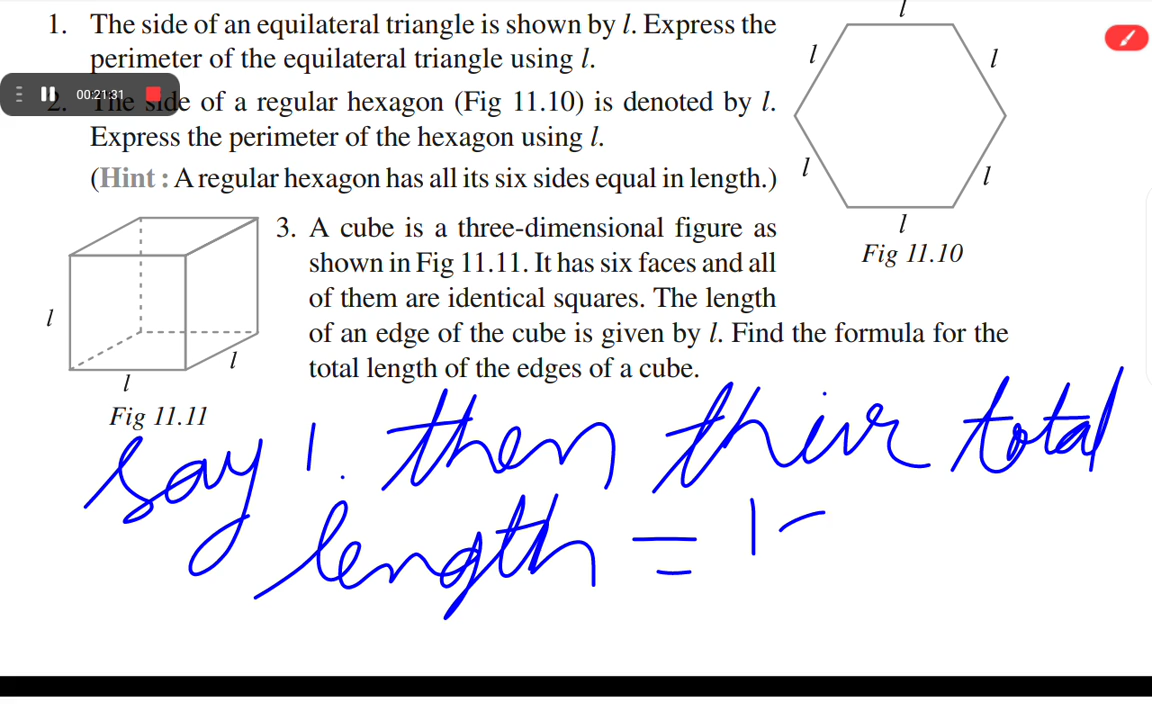 l
1. The side of an equilateral triangle is shown by l. Express the
perimeter of the equilateral triangle using l.
l
l
00:21:31
2. The side of a regular hexagon (Fig 11.10) is denoted by l.
Express the perimeter of the hexagon using l.
(Hint : A regular hexagon has all its six sides equal in length.)
l
l
l
Fig 11.10
3. A cube is a three-dimensional figure as
shown in Fig 11.11. It has six faces and all
of them are identical squares. The length
of an edge of the cube is given by l. Find the formula for the
total length of the edges of a cube.
l
l
l
Fig 11.11
say l. then total
length = 1